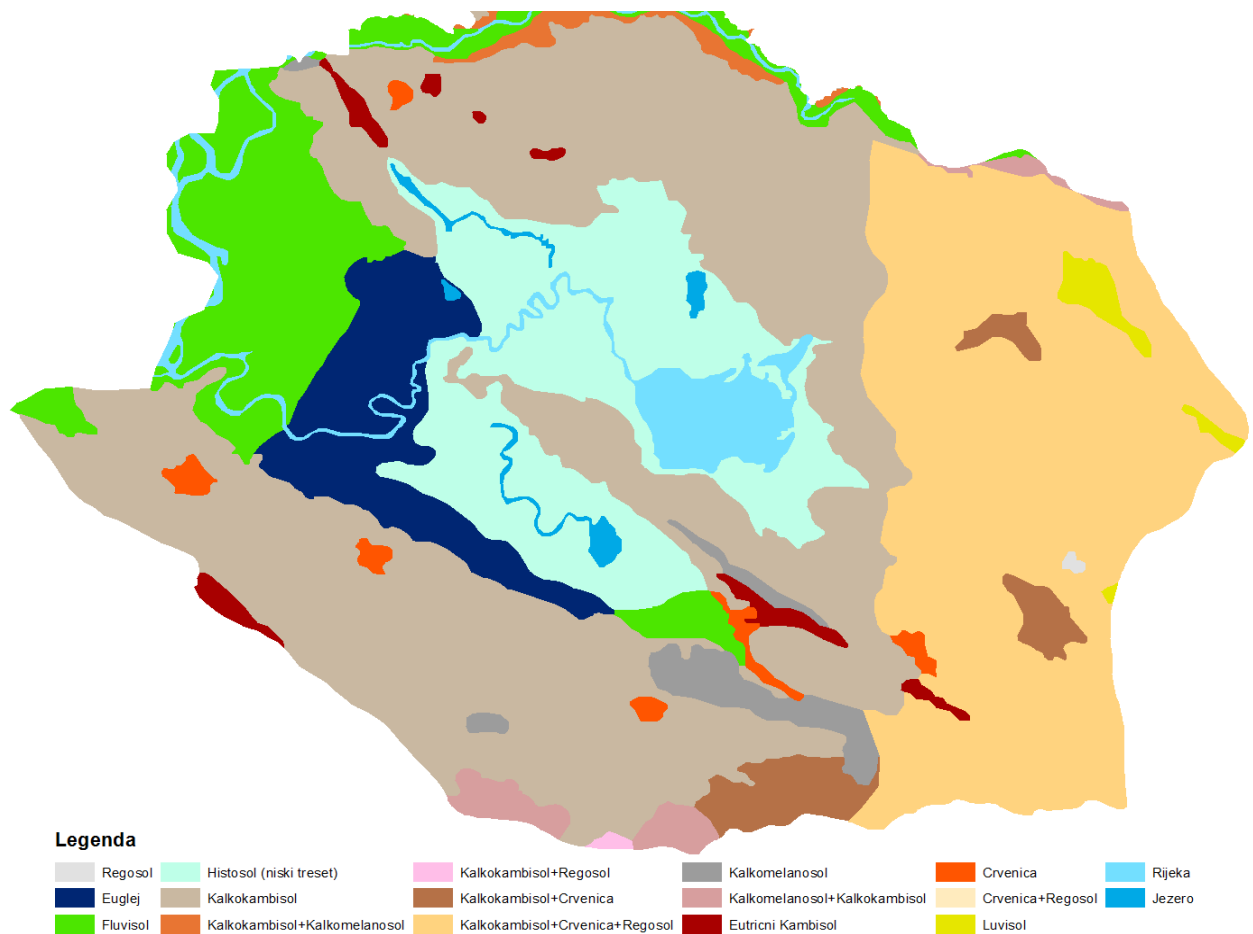 Legenda
Regosol Histosol (niski treset) Kalkokambisol+Regosol Kalkomelanosol Crvenica Rijeka
Euglej Kalkokambisol Kalkokambisol+Crvenica Kalkomelanosol+Kalkokambisol Crvenica+Regosol Jezero
Fluvisol Kalkokambisol+Kalkomelanosol Kalkokambisol+Crvenica+Regosol Eutricni Kambisol Luvisol